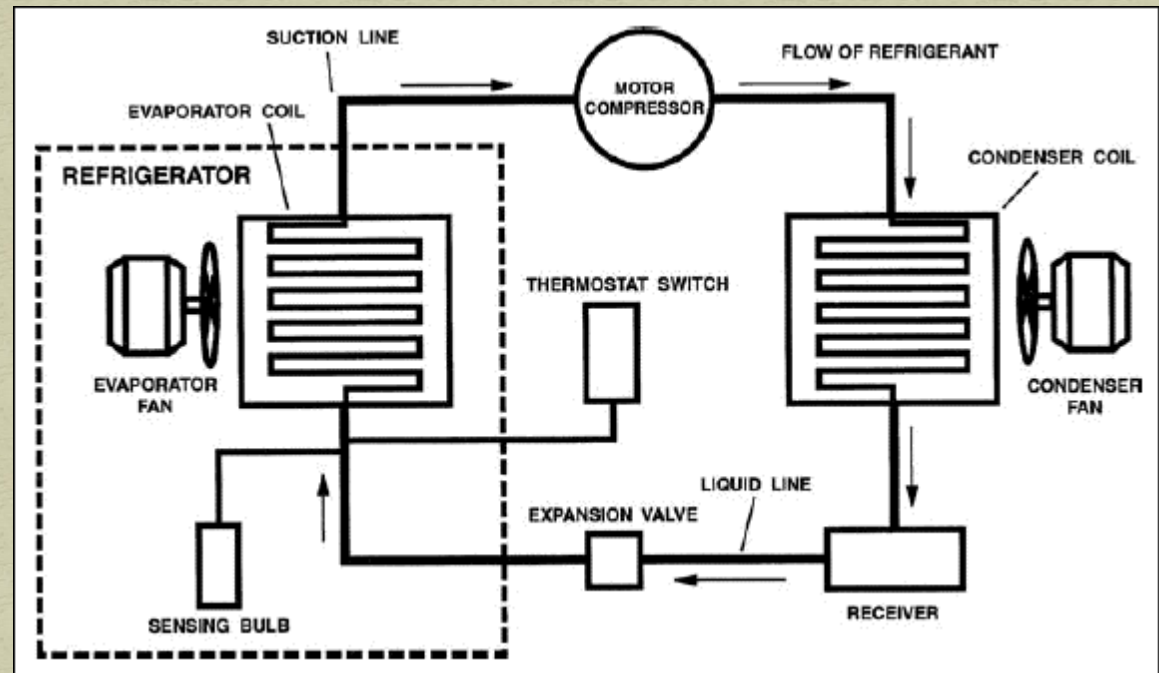 SUCTION LINE
FLOW OF REFRIGERANT
MOTOR
COMPRESSOR
EVAPORATOR COIL
CONDENSER COIL
REFRIGERATOR
THERMOSTAT SWITCH
EVAPORATOR
FAN
CONDENSER
FAN
LIQUID LINE
EXPANSION VALVE
RECEIVER
SENSING BULB